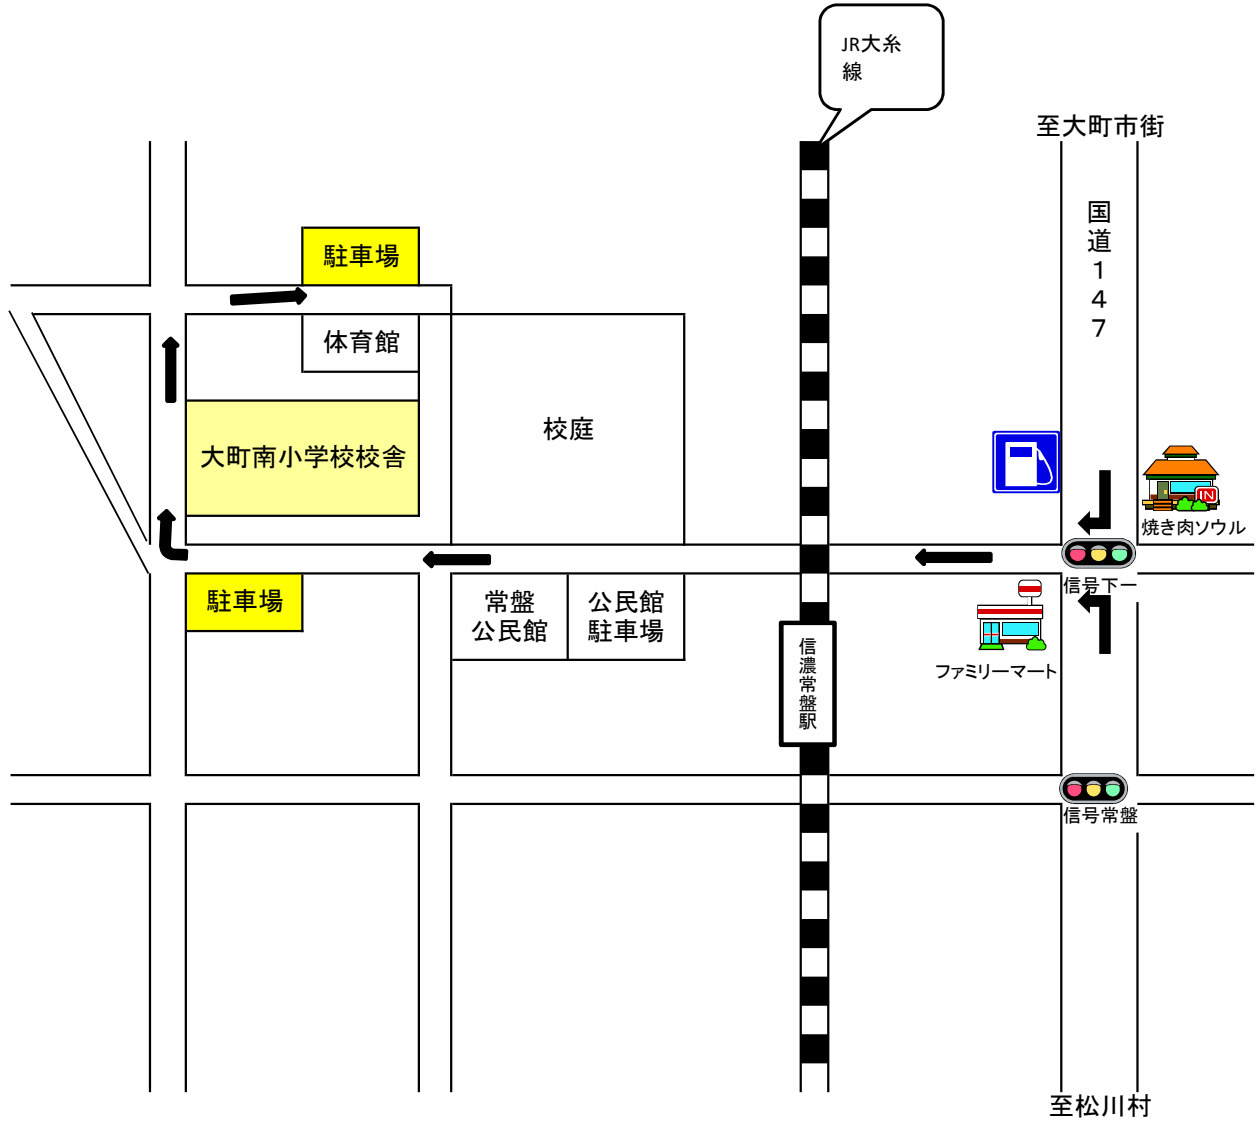 JR大糸
線
至大町市街
国道147
駐車場
体育館
校庭
大町南小学校校舎
IN
焼き肉ソウル
信号下一
駐車場
常盤
公民館
公民館
駐車場
信濃常盤駅
ファミリーマート
信号常盤
至松川村